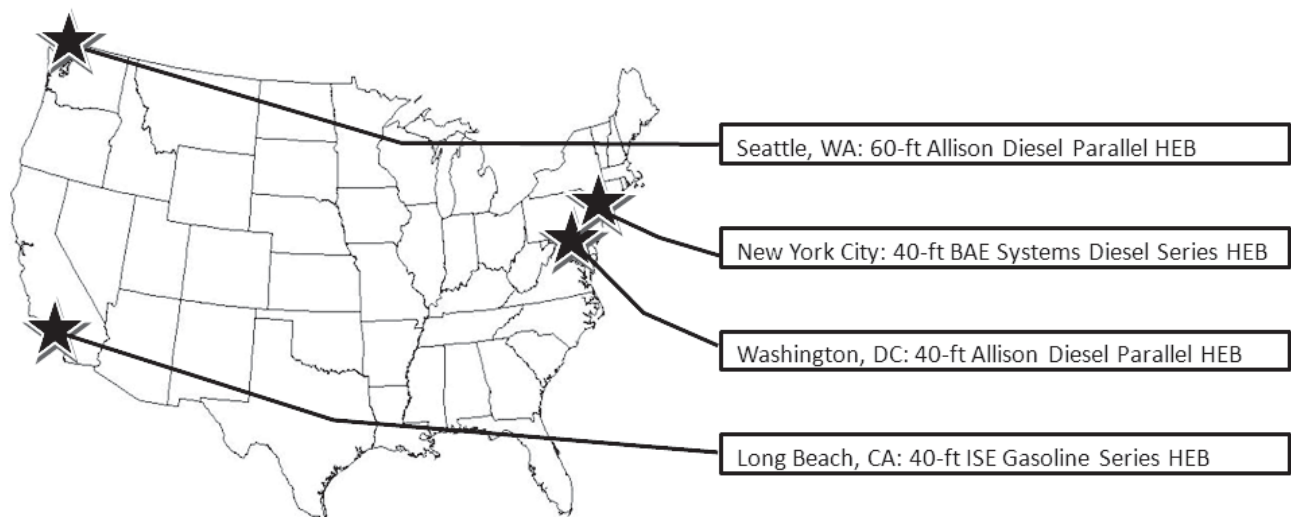 Seattle, WA: 60-ft Allison Diesel Parallel HEB
New York City: 40-ft BAE Systems Diesel Series HEB
Washington, DC: 40-ft Allison Diesel Parallel HEB
Long Beach, CA: 40-ft ISE Gasoline Series HEB